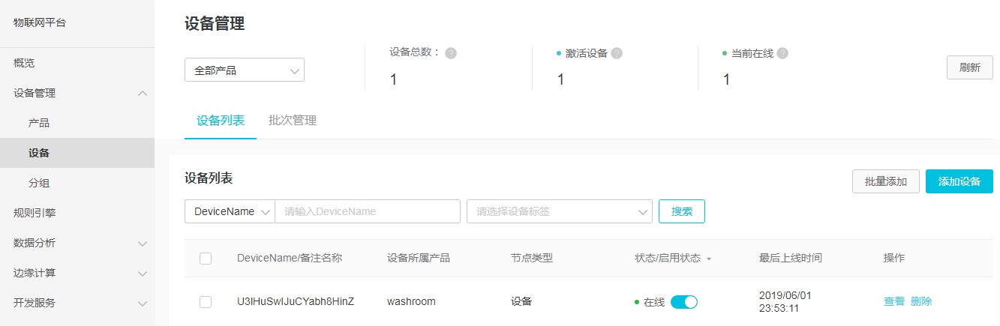 物联网平台
概览
设备管理
产品
设备
分组
规则引擎
数据分析
边缘计算
开发服务
设备管理
全部产品
设备总数：
1
激活设备
1
当前在线
1
刷新
设备列表 批次管理
设备列表
批量添加 添加设备
DeviceName 请输入DeviceName 请选择设备标签 搜索
DeviceName/备注名称 设备所属产品 节点类型 状态/启用状态 最后上线时间 操作
U3IHuSwIJuCYabh8HinZ washroom 设备 在线 2019/06/01 23:53:11 查看 删除